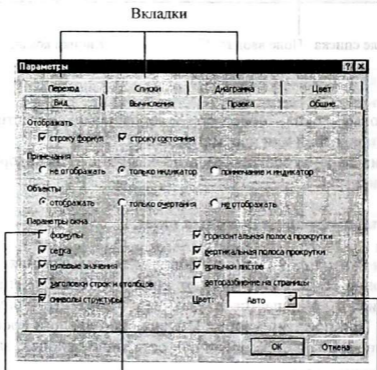 Вкладки
Параметры
Переход Списки Диаграмма Цвет
Вид Вычисления Правка Общие
Отображать
строку формул строку состояния
Примечания
не отображать только индикатор примечание и индикатор
Объекты
отображать только очертания не отображать
Параметры окна
формулы горизонтальная полоса прокрутки
сетка вертикальная полоса прокрутки
нулевые значения ярлычки листов
заголовки строк и столбцов авторазбиение на страницы
символы структуры Цвет: Авто
ОК Отмена